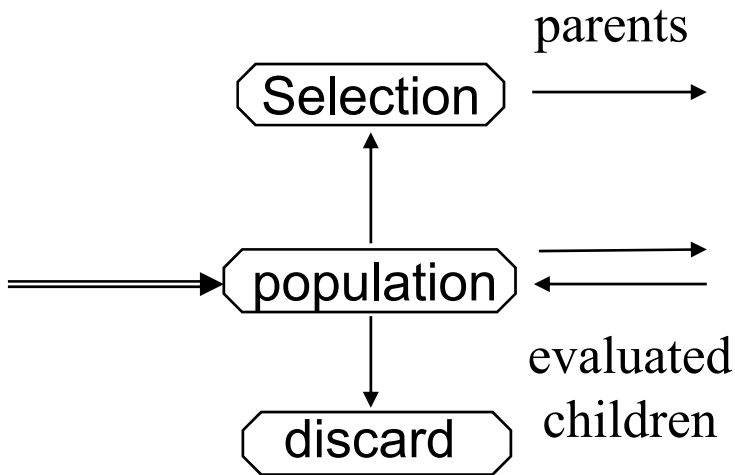 parents
Selection
population
evaluated
children
discard